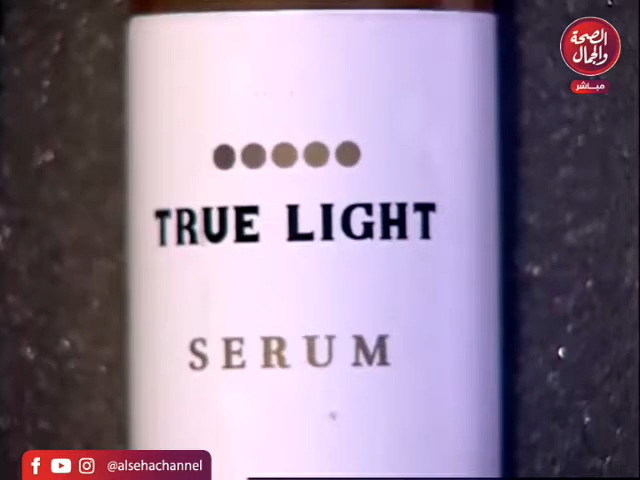 الصحة
والجمال
مباشر
TRUE LIGHT
SERUM
@alsehachannel